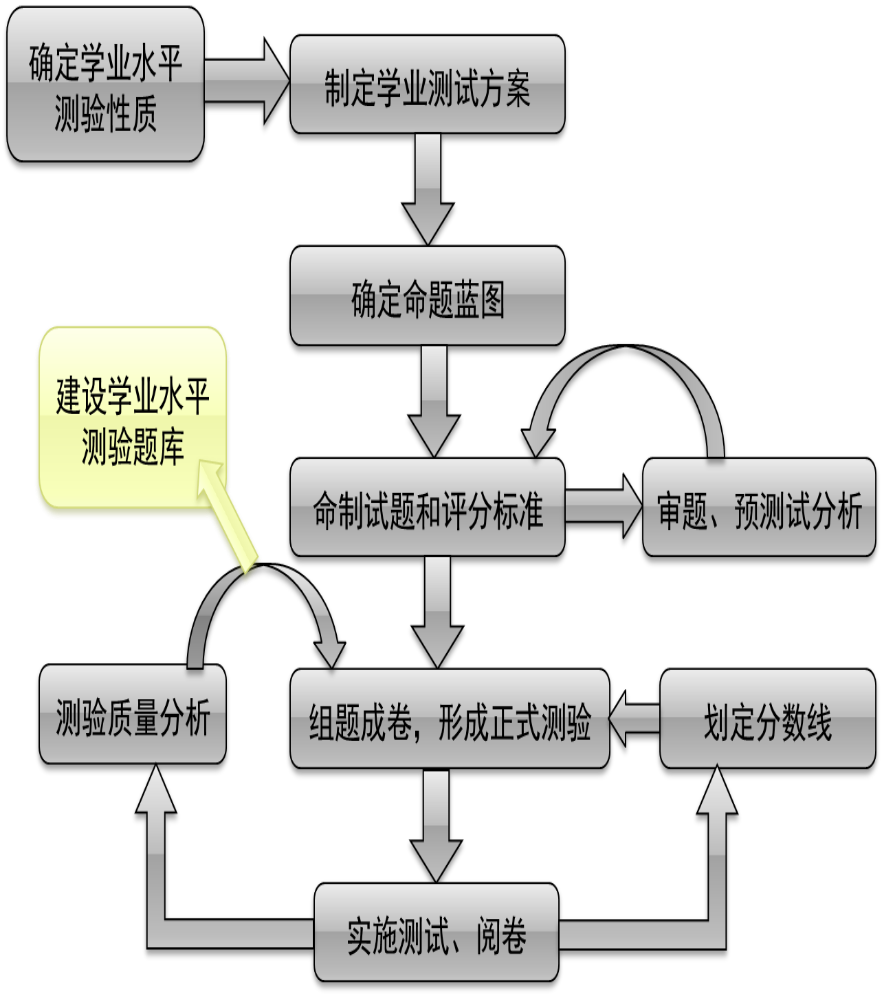 确定学业水平
测验性质
制定学业测试方案
确定命题蓝图
建设学业水平
测验题库
命制试题和评分标准
审题、预测试分析
测验质量分析
组题成卷，形成正式测验
划定分数线
实施测试、阅卷